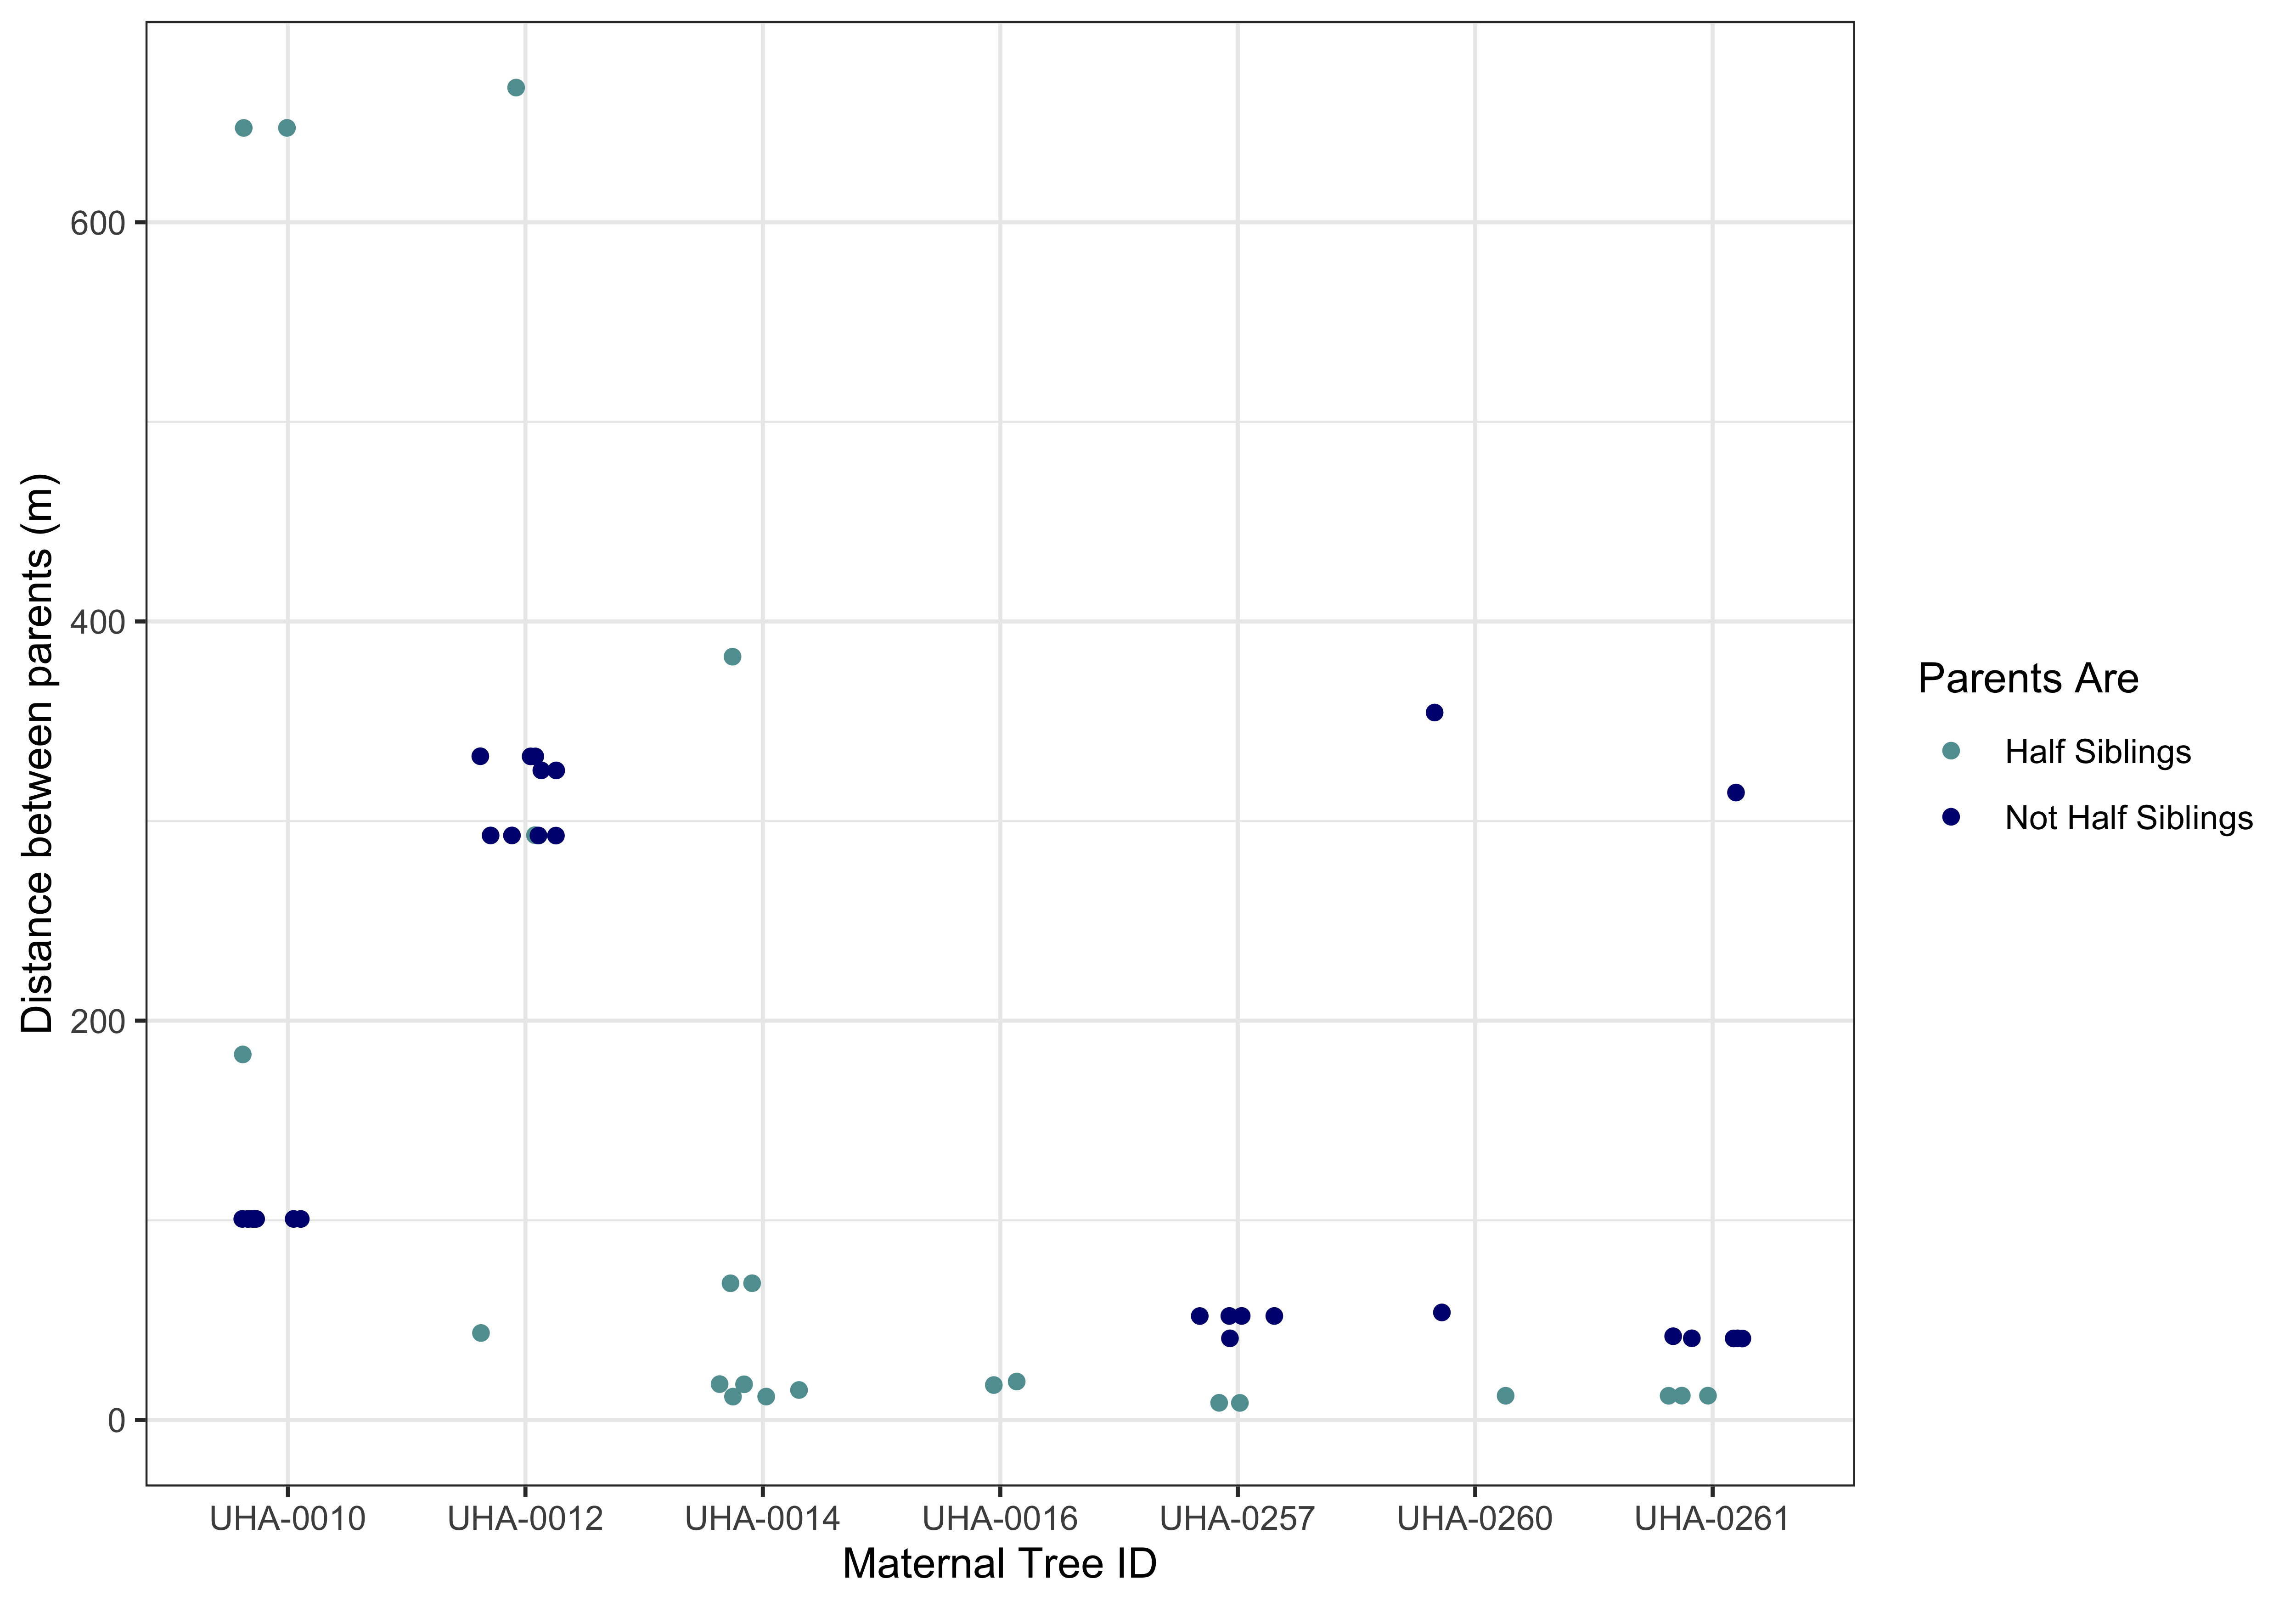 Distance between parents (m)
600
400
200
0
UHA-0010 UHA-0012 UHA-0014 UHA-0016 UHA-0257 UHA-0260 UHA-0261
Maternal Tree ID
Parents Are
Half Siblings
Not Half Siblings